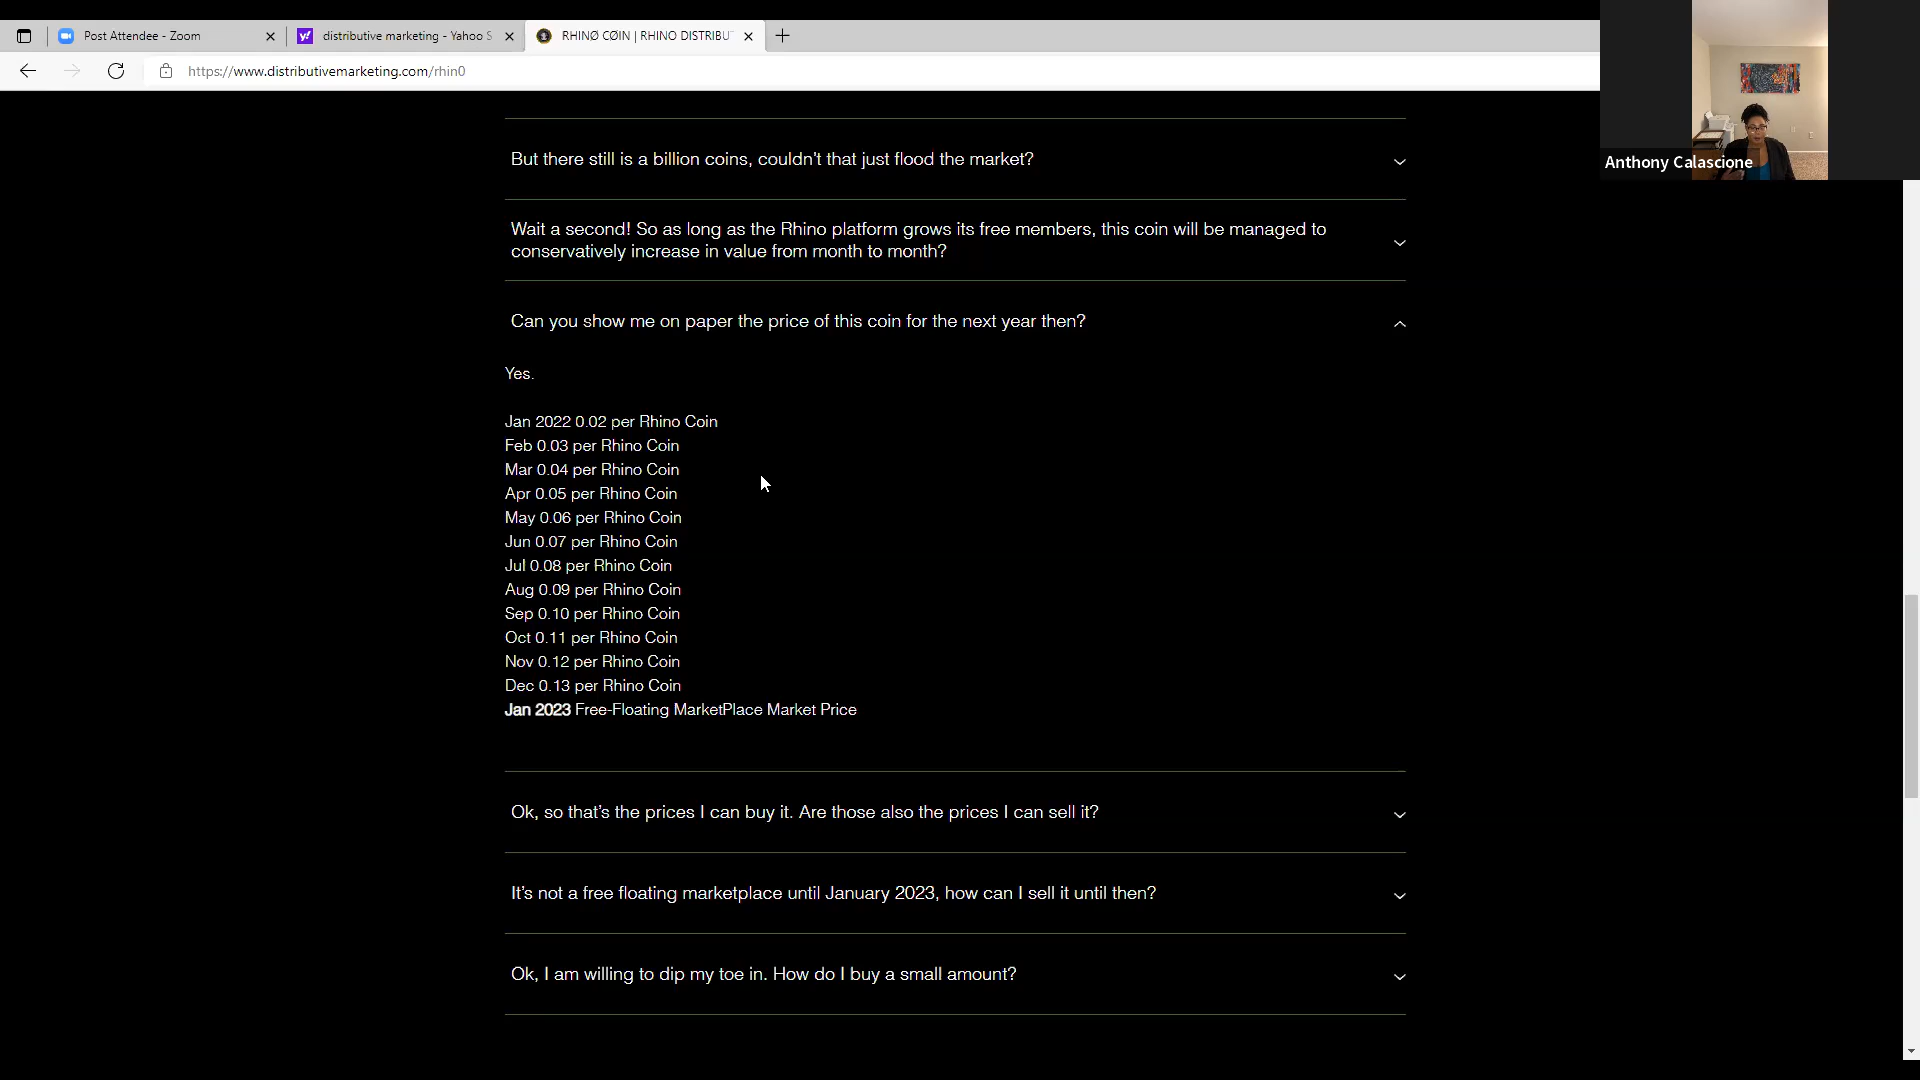 Post Attendee - Zoom
distributive marketing - Yahoo S
RHINØ CØIN | RHINO DISTRIBU
https://www.distributivemarketing.com/rhin0
Anthony Calascione
But there still is a billion coins, couldn't that just flood the market?
Wait a second! So as long as the Rhino platform grows its free members, this coin will be managed to
conservatively increase in value from month to month?
Can you show me on paper the price of this coin for the next year then?
Yes.
Jan 2022 0.02 per Rhino Coin
Feb 0.03 per Rhino Coin
Mar 0.04 per Rhino Coin
Apr 0.05 per Rhino Coin
May 0.06 per Rhino Coin
Jun 0.07 per Rhino Coin
Jul 0.08 per Rhino Coin
Aug 0.09 per Rhino Coin
Sep 0.10 per Rhino Coin
Oct 0.11 per Rhino Coin
Nov 0.12 per Rhino Coin
Dec 0.13 per Rhino Coin
Jan 2023 Free-Floating MarketPlace Market Price
Ok, so that's the prices I can buy it. Are those also the prices I can sell it?
It's not a free floating marketplace until January 2023, how can I sell it until then?
Ok, I am willing to dip my toe in. How do I buy a small amount?